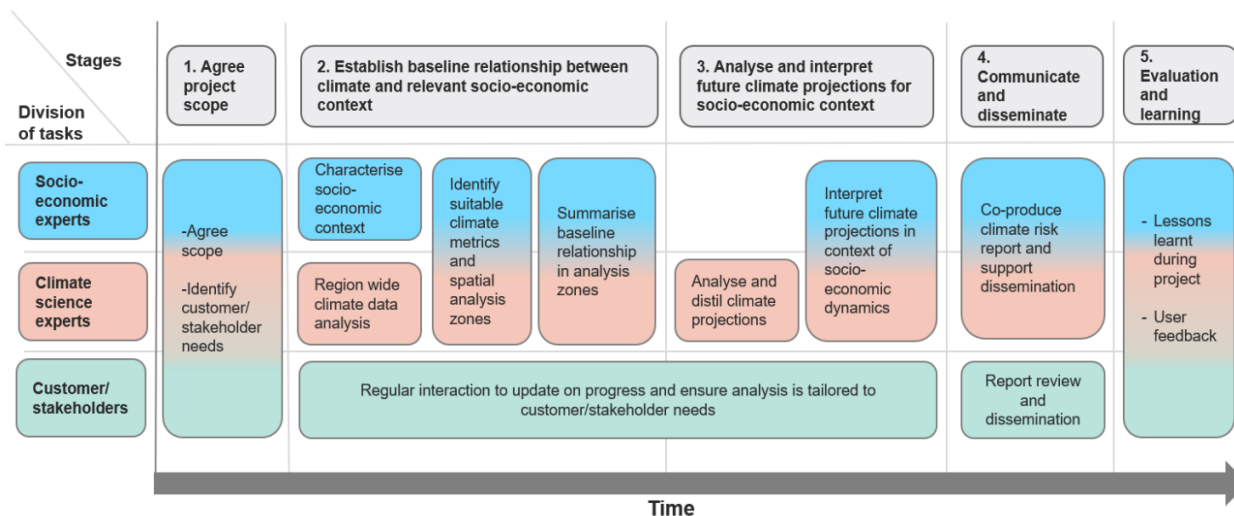 Stages
Division
of tasks
1. Agree
project
scope
2. Establish baseline relationship between
climate and relevant socio-economic
context
3. Analyse and interpret
future climate projections for
socio-economic context
4.
Communicate
and
disseminate
5.
Evaluation
and
learning
Socio-
economic
experts
Climate
science
experts
Customer/
stakeholders
-Agree
scope
-Identify
customer/
stakeholder
needs
Characterise
socio-
economic
context
Region wide
climate data
analysis
Identify
suitable
climate
metrics
and
spatial
analysis
zones
Summarise
baseline
relationship
in analysis
zones
Analyse and
distil climate
projections
Interpret
future climate
projections in
context of
socio-
economic
dynamics
Regular interaction to update on progress and ensure analysis is tailored to
customer/stakeholder needs
Co-produce
climate risk
report and
support
dissemination
Report review
and
dissemination
- Lessons
learnt
during
project
- User
feedback
Time